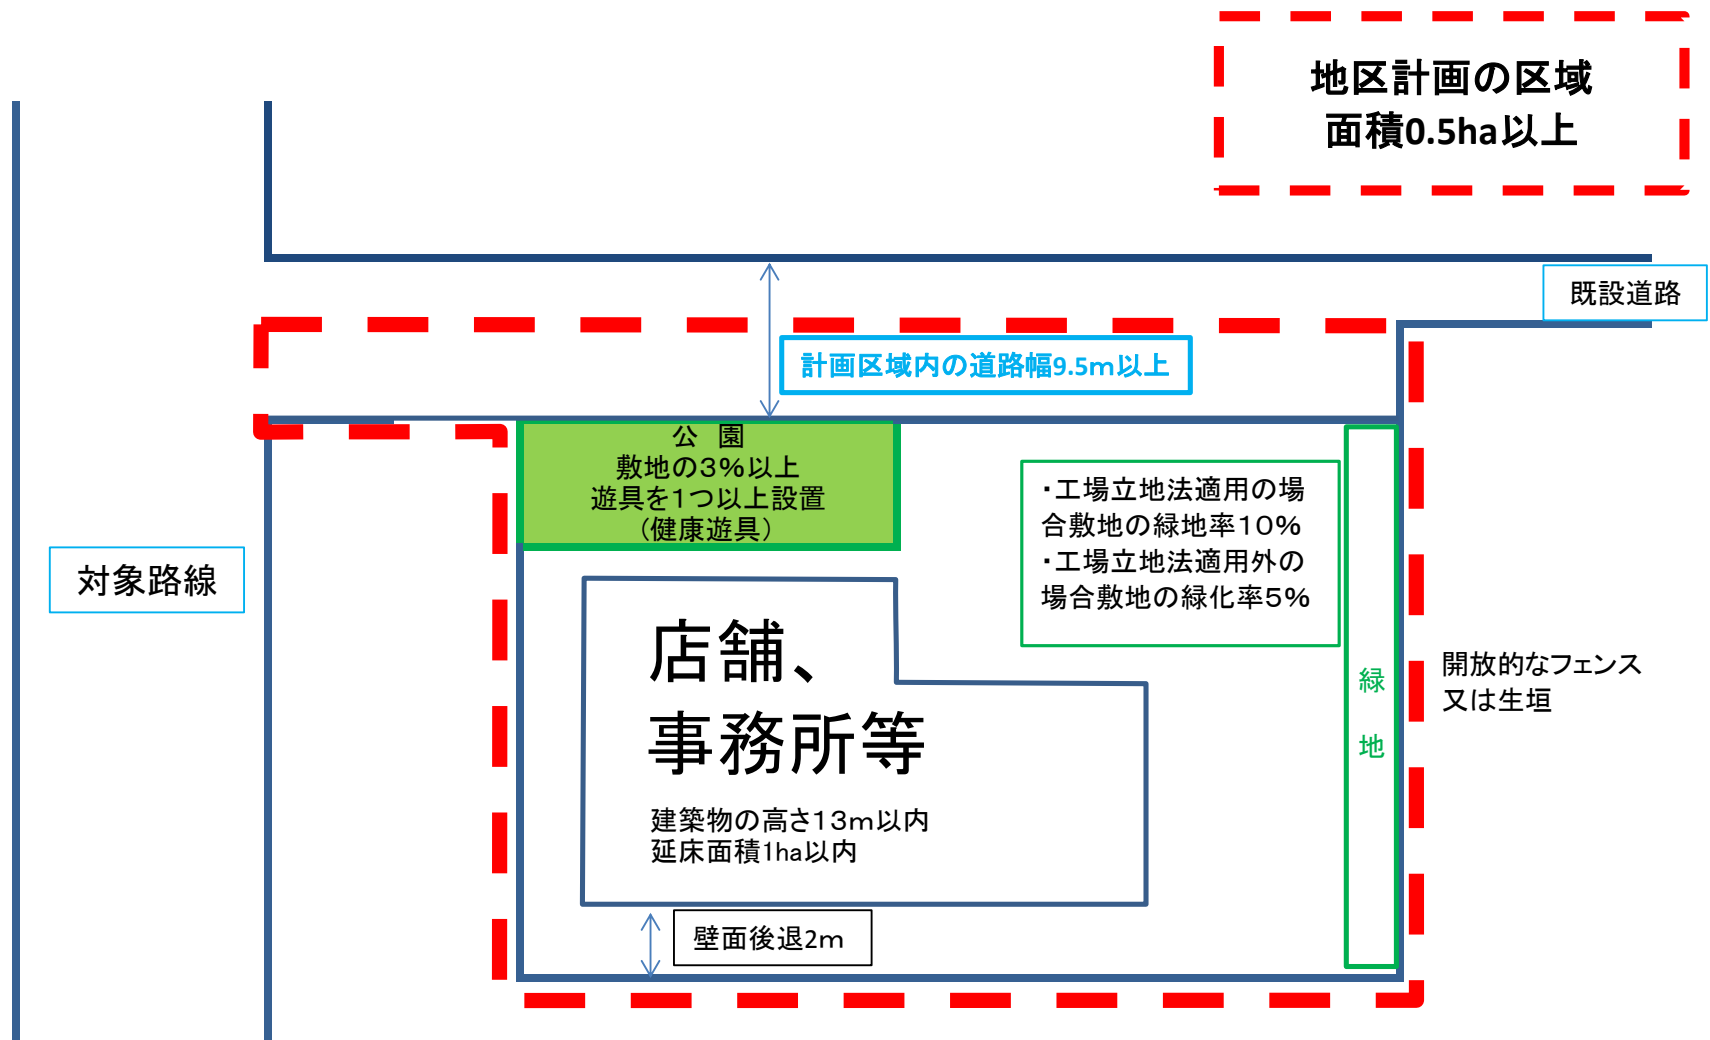 地区計画の区域
面積0.5ha以上
既設道路
計画区域内の道路幅9.5m以上
公　園
敷地の3%以上
遊具を1つ以上設置
(健康遊具)
・工場立地法適用の場
合敷地の緑地率10%
・工場立地法適用外の
場合敷地の緑化率5%
対象路線
店舗、
事務所等
建築物の高さ13m以内
延床面積1ha以内
緑
地
開放的なフェンス
又は生垣
壁面後退2m